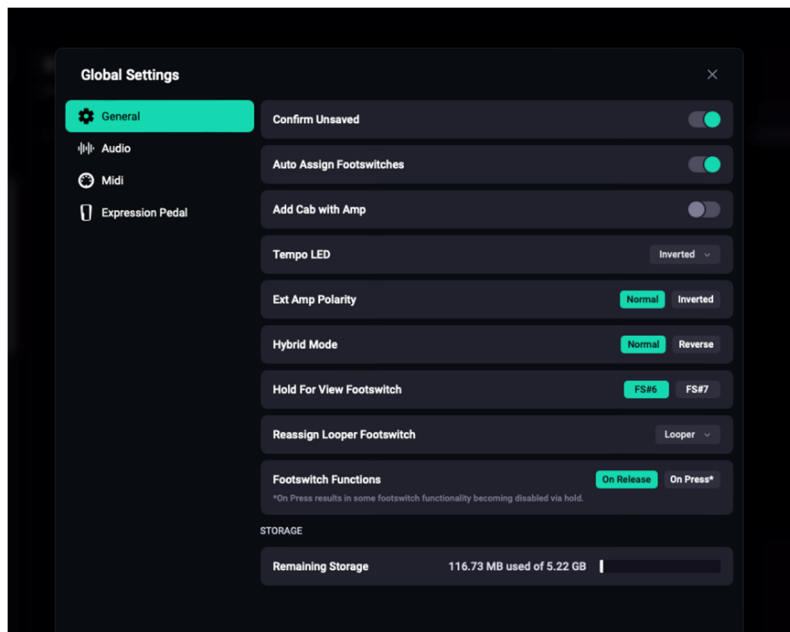 Global Settings
General
Audio
Midi
Expression Pedal
Confirm Unsaved
Auto Assign Footswitches
Add Cab with Amp
Tempo LED
Inverted
Ext Amp Polarity
Normal Inverted
Hybrid Mode
Normal Reverse
Hold For View Footswitch
FS#6 FS#7
Reassign Looper Footswitch
Looper
Footswitch Functions
On Release On Press*
*On Press results in some footswitch functionality becoming disabled via hold.
STORAGE
Remaining Storage
116.73 MB used of 5.22 GB